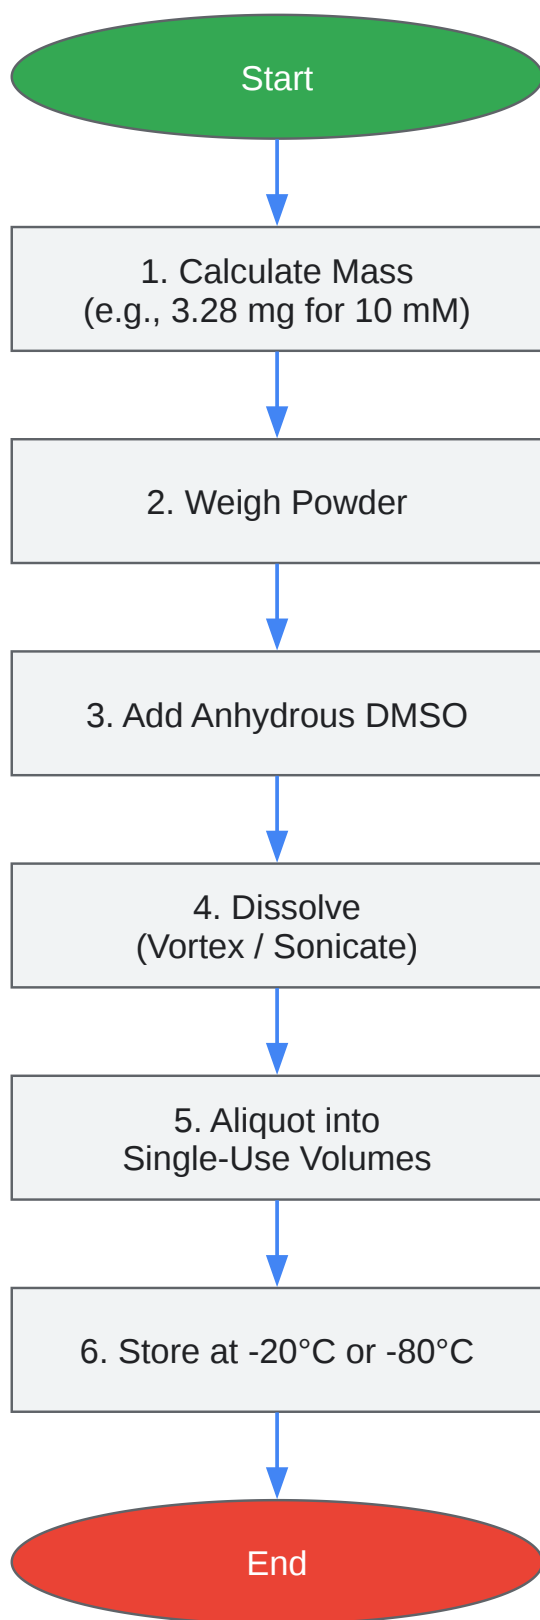 Start
1. Calculate Mass
(e.g., 3.28 mg for 10 mM)
2. Weigh Powder
3. Add Anhydrous DMSO
4. Dissolve
(Vortex / Sonicate)
5. Aliquot into
Single-Use Volumes
6. Store at -20°C or -80°C
End